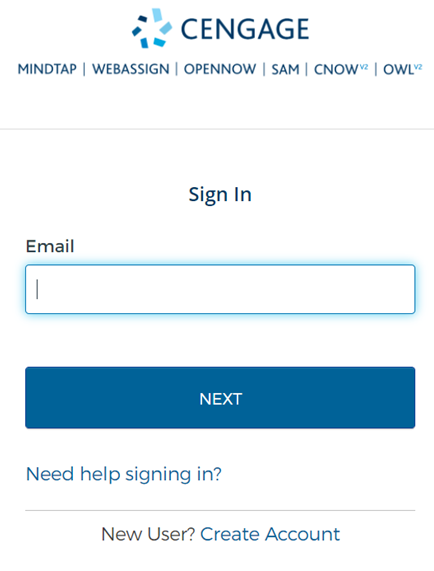 CENGAGE
MINDTAP | WEBASSIGN | OPENNOW | SAM | CNOWv2 | OWLv2
Sign In
Email
NEXT
Need help signing in?
New User? Create Account